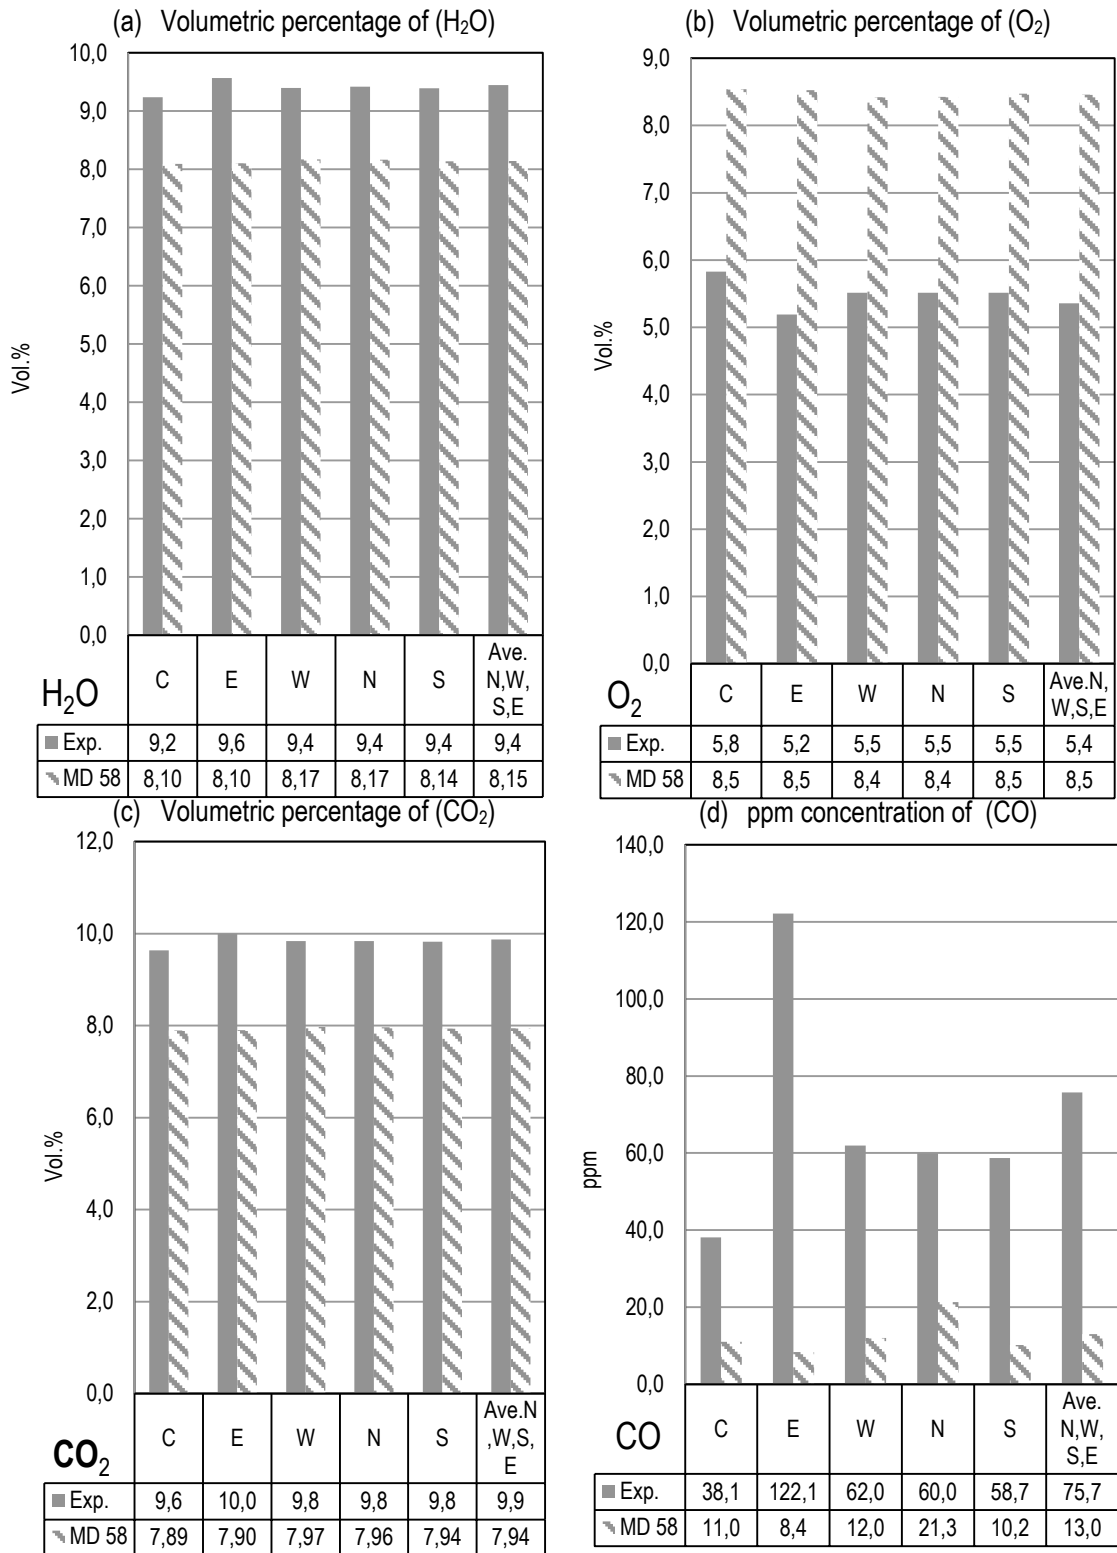 (a) Volumetric percentage of (H₂O)
10,0
9,0
8,0
7,0
6,0
5,0
4,0
3,0
2,0
1,0
0,0
Vol.%
H₂O C E W N S Ave. N,W, S,E
Exp. 9,2 9,6 9,4 9,4 9,4 9,4
MD 58 8,10 8,10 8,17 8,17 8,14 8,15
(b) Volumetric percentage of (O₂)
9,0
8,0
7,0
6,0
5,0
4,0
3,0
2,0
1,0
0,0
Vol.%
O₂ C E W N S Ave.N, W,S,E
Exp. 5,8 5,2 5,5 5,5 5,5 5,4
MD 58 8,5 8,5 8,4 8,4 8,5 8,5
(c) Volumetric percentage of (CO₂)
12,0
10,0
8,0
6,0
4,0
2,0
0,0
Vol.%
CO₂ C E W N S Ave.N ,W,S, E
Exp. 9,6 10,0 9,8 9,8 9,8 9,9
MD 58 7,89 7,90 7,97 7,96 7,94 7,94
(d) ppm concentration of (CO)
140,0
120,0
100,0
80,0
60,0
40,0
20,0
0,0
ppm
CO C E W N S Ave. N,W, S,E
Exp. 38,1 122,1 62,0 60,0 58,7 75,7
MD 58 11,0 8,4 12,0 21,3 10,2 13,0